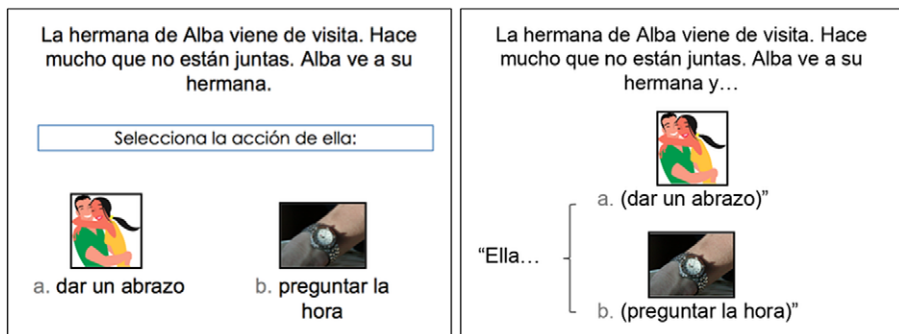 La hermana de Alba viene de visita. Hace
mucho que no están juntas. Alba ve a su
hermana.
Selecciona la acción de ella:
a. dar un abrazo
b. preguntar la
hora
La hermana de Alba viene de visita. Hace
mucho que no están juntas. Alba ve a su
hermana y…
“Ella…
a. (dar un abrazo)”
b. (preguntar la hora)”